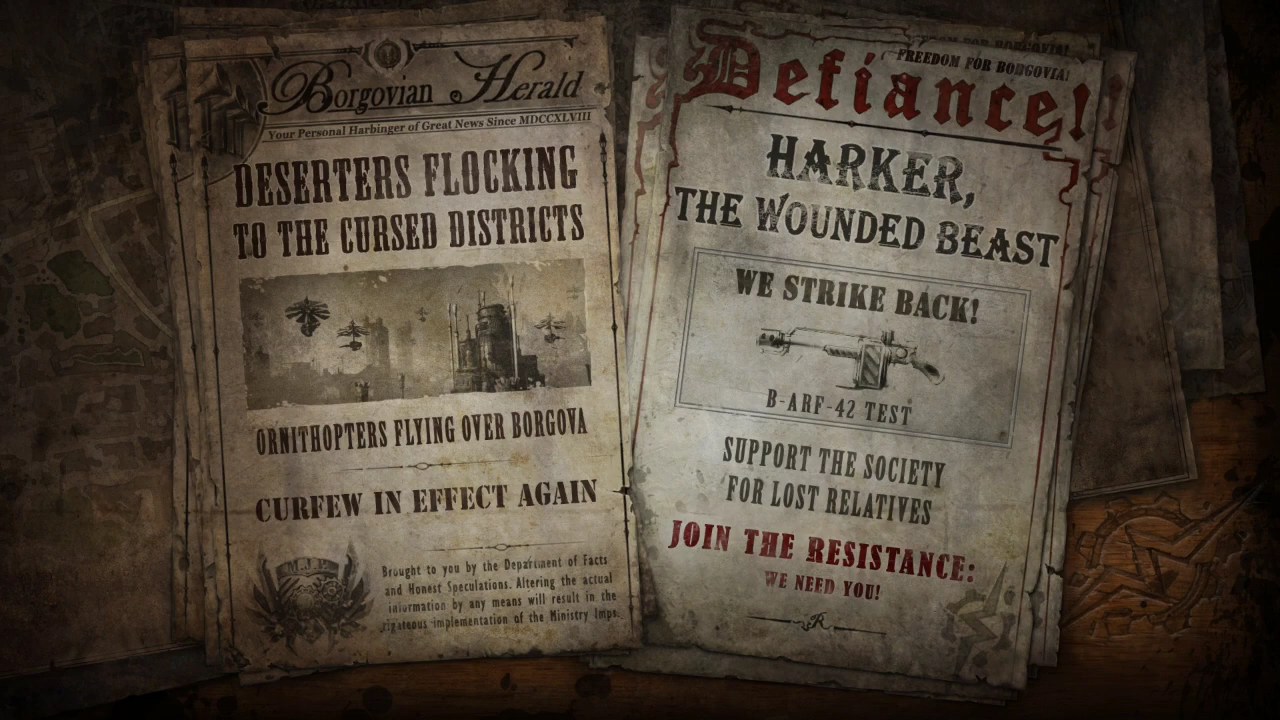 Borgovian Herald
Your Personal Harbinger of Great News Since MDCCXLVIII
DESERTERS FLOCKING
TO THE CURSED DISTRICTS
ORNITHOPTERS FLYING OVER BORGOVA
CURFEW IN EFFECT AGAIN
M.I.P.
Brought to you by the Department of Facts
and Honest Speculations. Altering the actual
information by any means will result in the
rigateous implementation of the Ministry Imps.
FREEDOM FOR BORGOVIA!
FREEDOM FOR BORGOVIA!
Defiance!
HARKER,
THE WOUNDED BEAST
WE STRIKE BACK!
B-ARF-42 TEST
SUPPORT THE SOCIETY
FOR LOST RELATIVES
JOIN THE RESISTANCE:
WE NEED YOU!
R